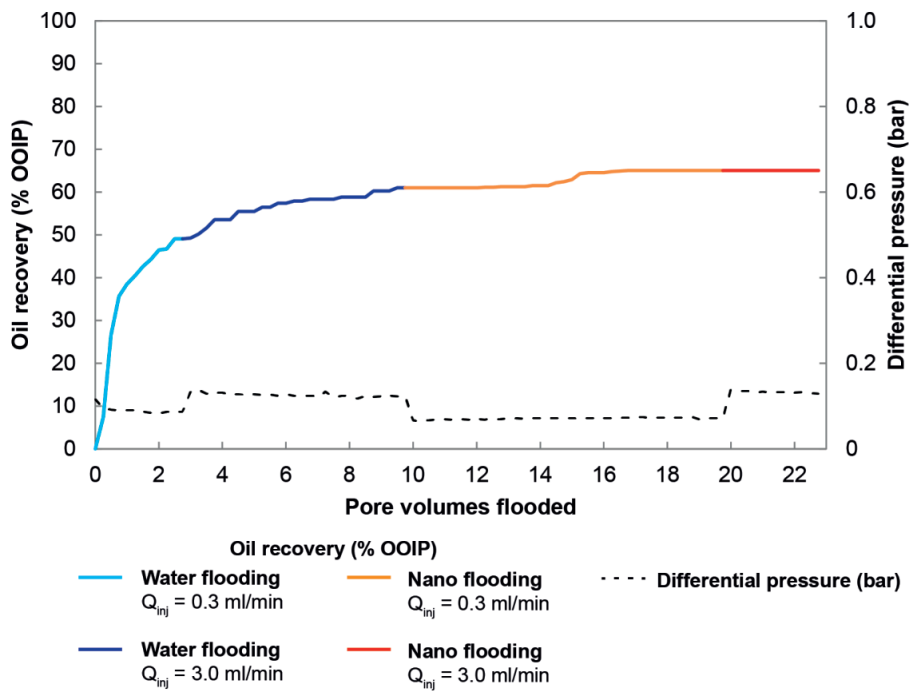 Oil recovery (% OOIP)
100
90
80
70
60
50
40
30
20
10
0
1.0
0.8
0.6
0.4
0.2
0
Differential pressure (bar)
0 2 4 6 8 10 12 14 16 18 20 22
Pore volumes flooded
Oil recovery (% OOIP)
Water flooding
Qinj = 0.3 ml/min
Nano flooding
Qinj = 0.3 ml/min
Differential pressure (bar)
Water flooding
Qinj = 3.0 ml/min
Nano flooding
Qinj = 3.0 ml/min